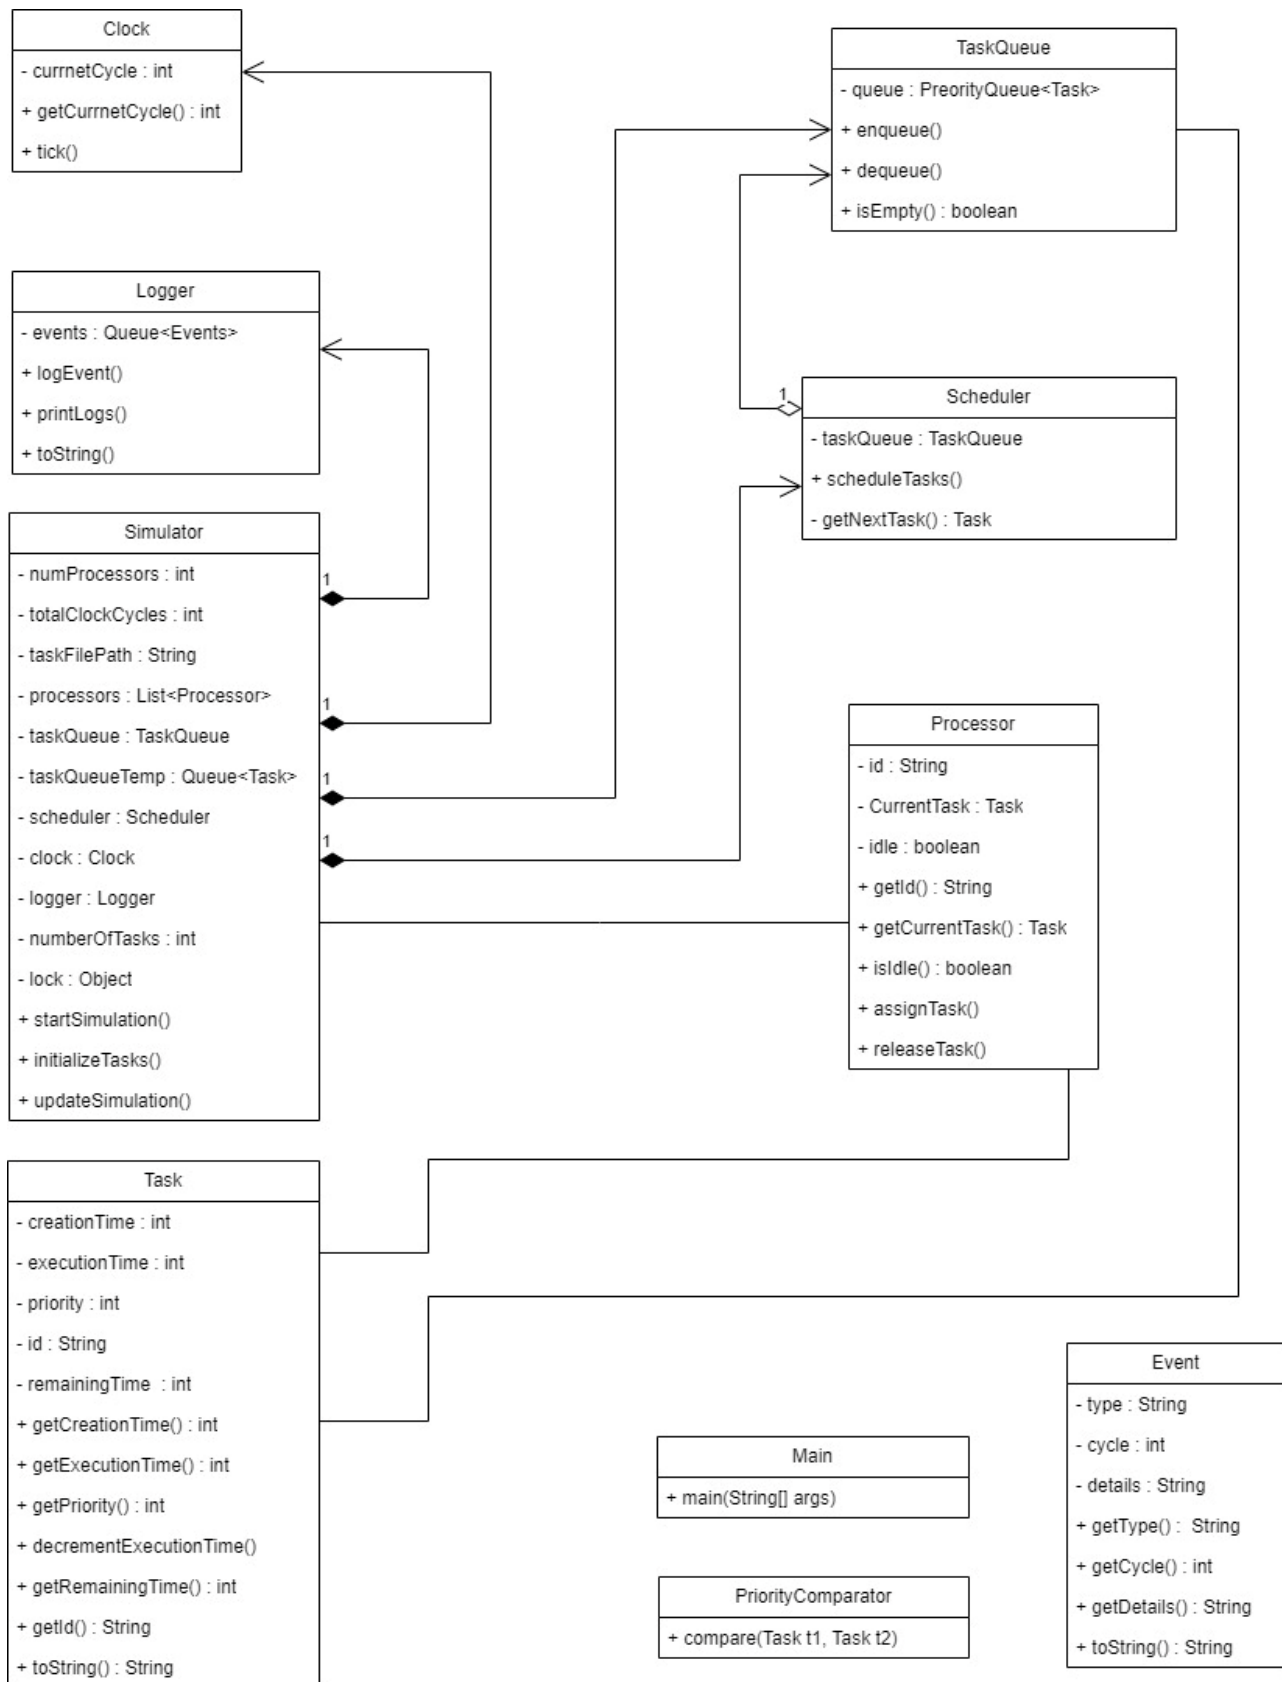 Clock
- currnetCycle : int
+ getCurrnetCycle() : int
+ tick()
TaskQueue
- queue : PreorityQueue<Task>
+ enqueue()
+ dequeue()
+ isEmpty() : boolean
Logger
- events : Queue<Events>
+ logEvent()
+ printLogs()
+ toString()
1
Scheduler
- taskQueue : TaskQueue
+ scheduleTasks()
- getNextTask() : Task
Simulator
- numProcessors : int
- totalClockCycles : int
- taskFilePath : String
- processors : List<Processor>
- taskQueue : TaskQueue
- taskQueueTemp : Queue<Task>
- scheduler : Scheduler
- clock : Clock
- logger : Logger
- numberOfTasks : int
- lock : Object
+ startSimulation()
+ initializeTasks()
+ updateSimulation()
1
1
1
1
Processor
- id : String
- CurrentTask : Task
- idle : boolean
+ getId() : String
+ getCurrentTask() : Task
+ isIdle() : boolean
+ assignTask()
+ releaseTask()
Task
- creationTime : int
- executionTime : int
- priority : int
- id : String
- remainingTime : int
+ getCreationTime() : int
+ getExecutionTime() : int
+ getPriority() : int
+ decrementExecutionTime()
+ getRemainingTime() : int
+ getId() : String
+ toString() : String
Main
+ main(String[] args)
PriorityComparator
+ compare(Task t1, Task t2)
Event
- type : String
- cycle : int
- details : String
+ getType() : String
+ getCycle() : int
+ getDetails() : String
+ toString() : String